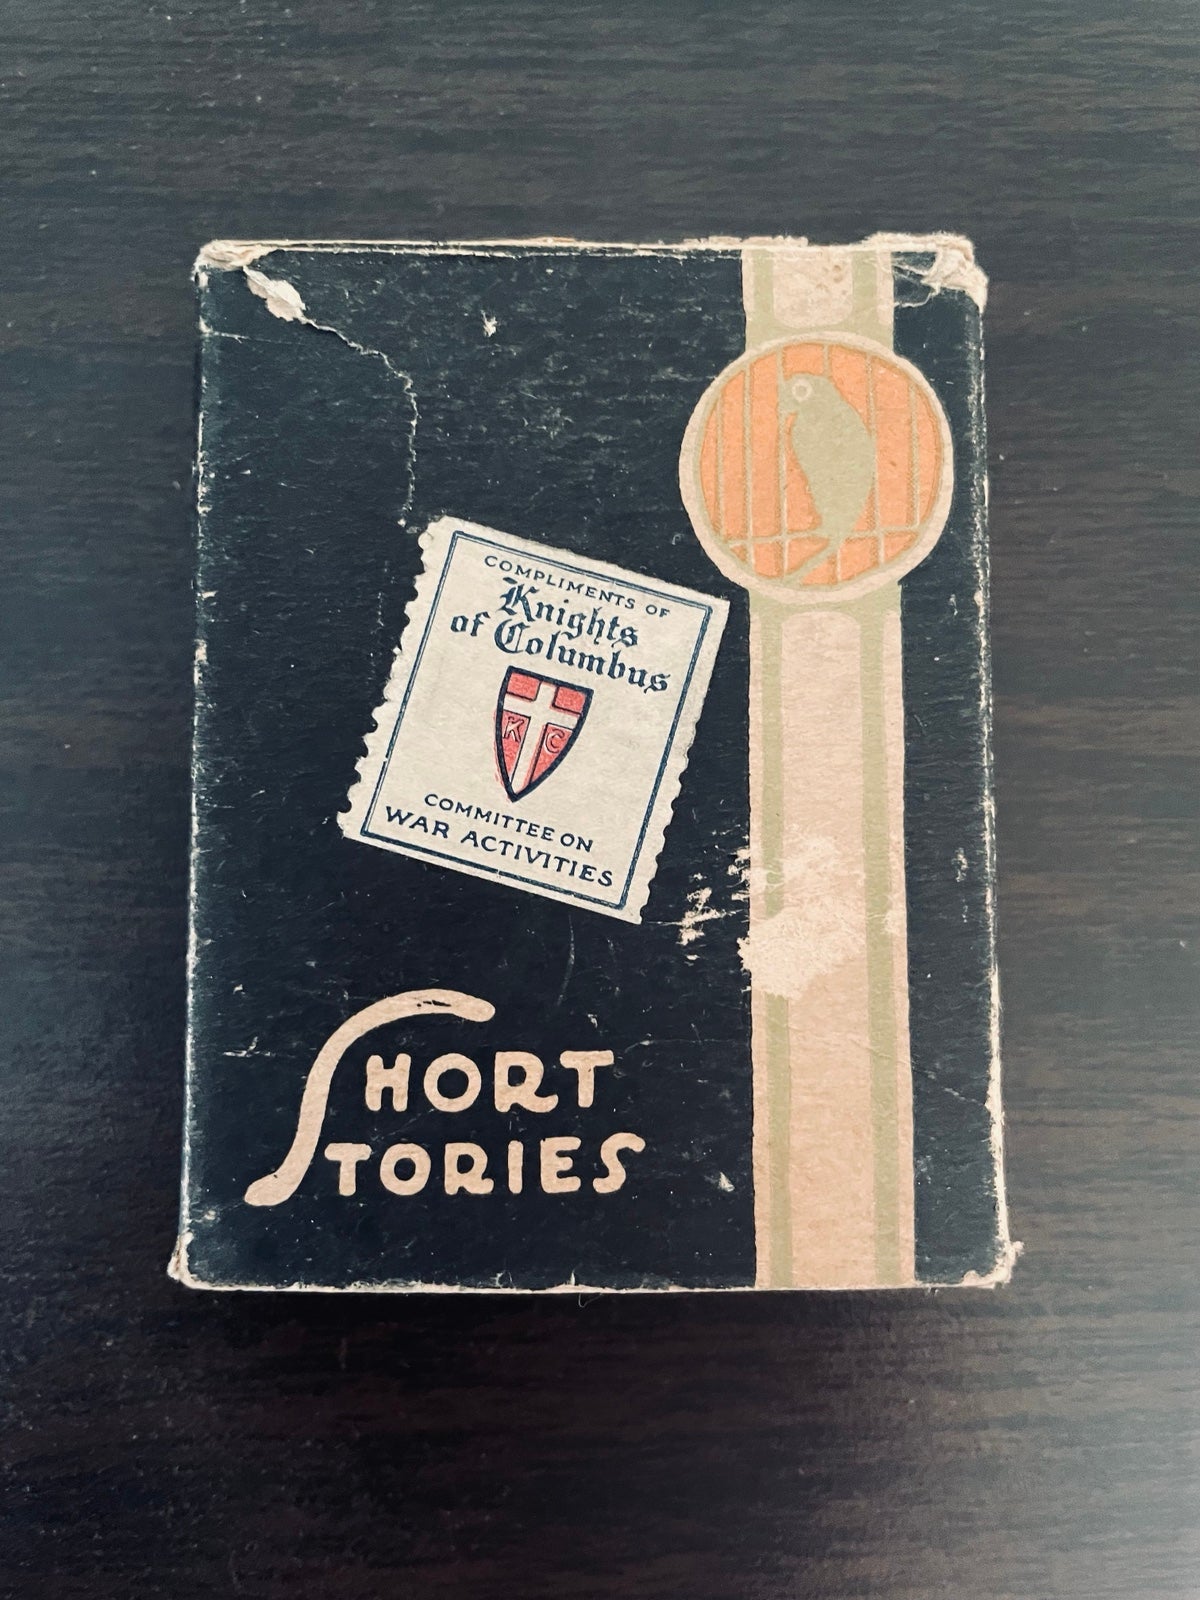 COMPLIMENTS OF
Knights
of Columbus
K C
COMMITTEE ON
WAR ACTIVITIES
SHORT
STORIES